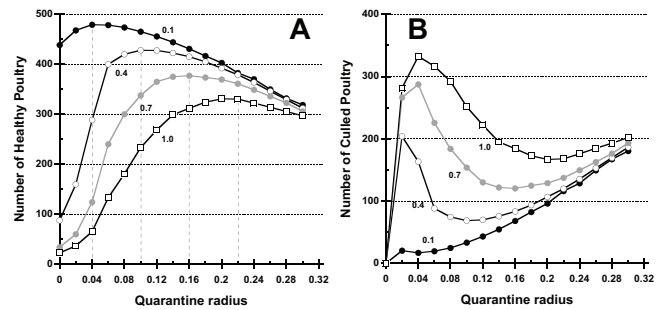 A
500
400
300
200
100
0
0 0.04 0.08 0.12 0.16 0.20 0.24 0.28 0.32
Number of Healthy Poultry
Quarantine radius
0.1
0.4
0.7
1.0
B
400
300
200
100
0
0 0.04 0.08 0.12 0.16 0.20 0.24 0.28 0.32
Number of Culled Poultry
Quarantine radius
1.0
0.7
0.4
0.1